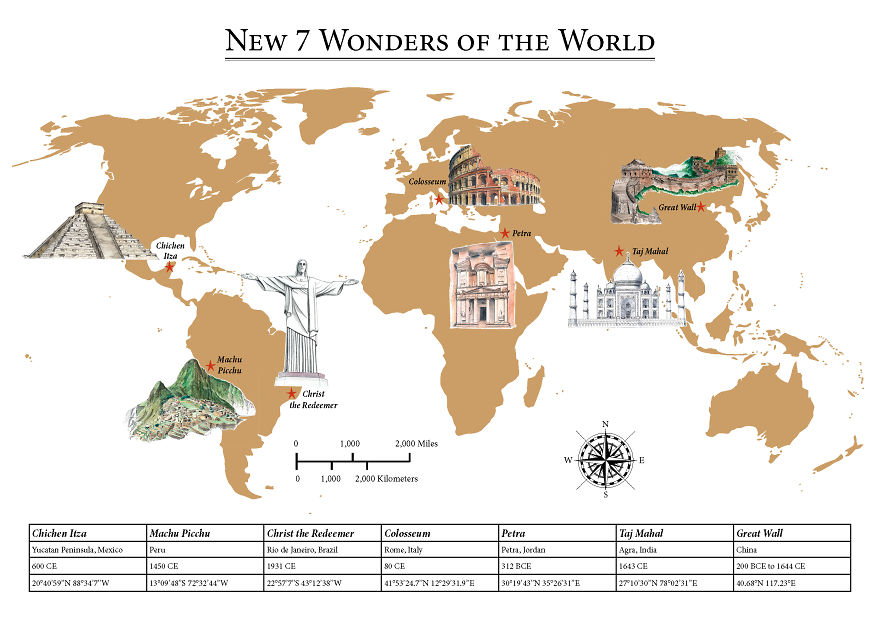 New 7 Wonders of the World
Colosseum
Great Wall
Petra
Chichen
Itza
Taj Mahal
Machu
Picchu
Christ
the Redeemer
0 1,000 2,000 Miles
0 1,000 2,000 Kilometers
N
W E
S
Chichen Itza Machu Picchu Christ the Redeemer Colosseum Petra Taj Mahal Great Wall
Yucatan Peninsula, Mexico Peru Rio de Janeiro, Brazil Rome, Italy Petra, Jordan Agra, India China
600 CE 1450 CE 1931 CE 80 CE 312 BCE 1643 CE 200 BCE to 1644 CE
20°40'59"N 88°34'7"W 13°09'48"S 72°32'44"W 22°57'7"S 43°12'38"W 41°53'24.7"N 12°29'31.9"E 30°19'43"N 35°26'31"E 27°10'30"N 78°02'31"E 40.68°N 117.23°E